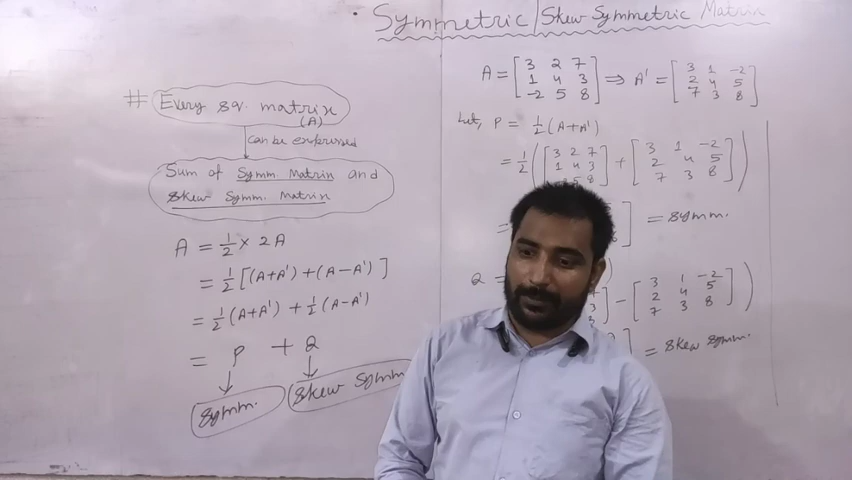 Symmetric/Skew Symmetric Matrix
# Every sq. matrix
(A)
can be expressed
Sum of Symm. Matrix and
Skew Symm. Matrix
A = 1/2 × 2A
= 1/2 [(A+A') + (A-A')]
= 1/2 (A+A') + 1/2 (A-A')
= P + Q
Symm. Skew Symm
A = [3 2 7
1 4 3
-2 5 8] ⇒ A' = [3 1 -2
2 4 5
7 3 8]
Let, P = 1/2 (A+A')
= 1/2 ([3 2 7
1 4 3
5 8] + [3 1 -2
2 4 5
7 3 8])
= ] = symm.
Q = - [3 1 -2
2 4 5
7 3 8])
] = Skew symm.